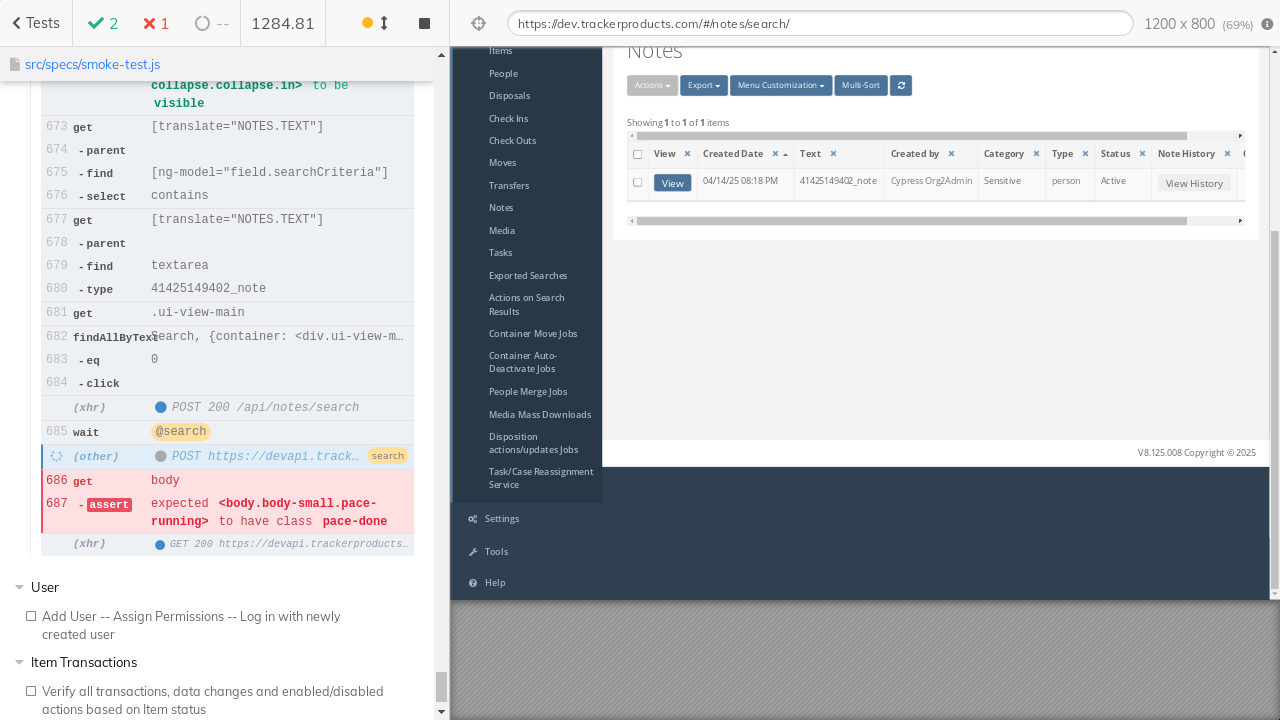 Tests
2
1
--
1284.81
https://dev.trackerproducts.com/#/notes/search/
1200 x 800 (69%)
src/specs/smoke-test.js
collapse.collapse.in> to be
visible
673 get [translate="NOTES.TEXT"]
674 - parent
675 - find [ng-model="field.searchCriteria"]
676 - select contains
677 get [translate="NOTES.TEXT"]
678 - parent
679 - find textarea
680 - type 41425149402_note
681 get .ui-view-main
682 findAllByText Search, {container: <div.ui-view-m…
683 - eq 0
684 - click
(xhr) POST 200 /api/notes/search
685 wait @search
(other) POST https://devapi.track… search
686 get body
687 - assert expected <body.body-small.pace-
running> to have class pace-done
(xhr) GET 200 https://devapi.trackerproducts…
User
Add User -- Assign Permissions -- Log in with newly
created user
Item Transactions
Verify all transactions, data changes and enabled/disabled
actions based on Item status
Items
People
Disposals
Check Ins
Check Outs
Moves
Transfers
Notes
Media
Tasks
Exported Searches
Actions on Search
Results
Container Move Jobs
Container Auto-
Deactivate Jobs
People Merge Jobs
Media Mass Downloads
Disposition
actions/updates Jobs
Task/Case Reassignment
Service
Settings
Tools
Help
Notes
Actions Export Menu Customization Multi-Sort
Showing 1 to 1 of 1 items
View Created Date Text Created by Category Type Status Note History
View 04/14/25 08:18 PM 41425149402_note Cypress Org2Admin Sensitive person Active View History
V8.125.008 Copyright © 2025